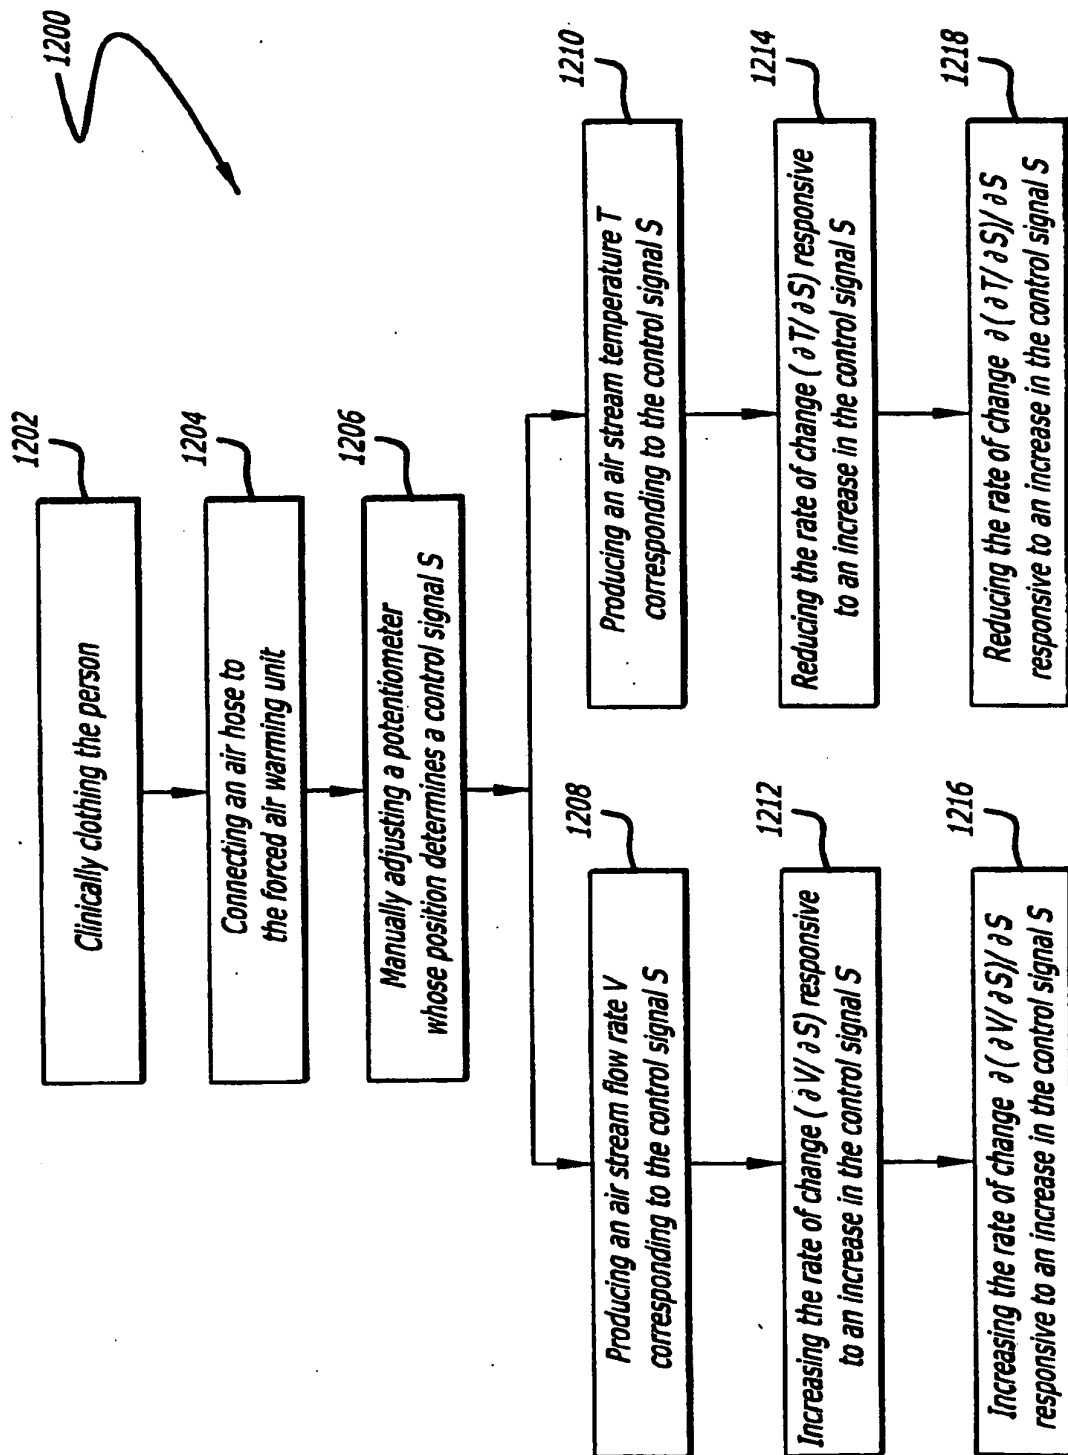 1200
1202
Clinically clothing the person
1204
Connecting an air hose to
the forced air warming unit
1206
Manually adjusting a potentiometer
whose position determines a control signal S
1208
Producing an air stream flow rate V
corresponding to the control signal S
1210
Producing an air stream temperature T
corresponding to the control signal S
1212
Increasing the rate of change (∂V/∂S) responsive
to an increase in the control signal S
1214
Reducing the rate of change (∂T/∂S) responsive
to an increase in the control signal S
1216
Increasing the rate of change ∂(∂V/∂S)/∂S
responsive to an increase in the control signal S
1218
Reducing the rate of change ∂(∂T/∂S)/∂S
responsive to an increase in the control signal S